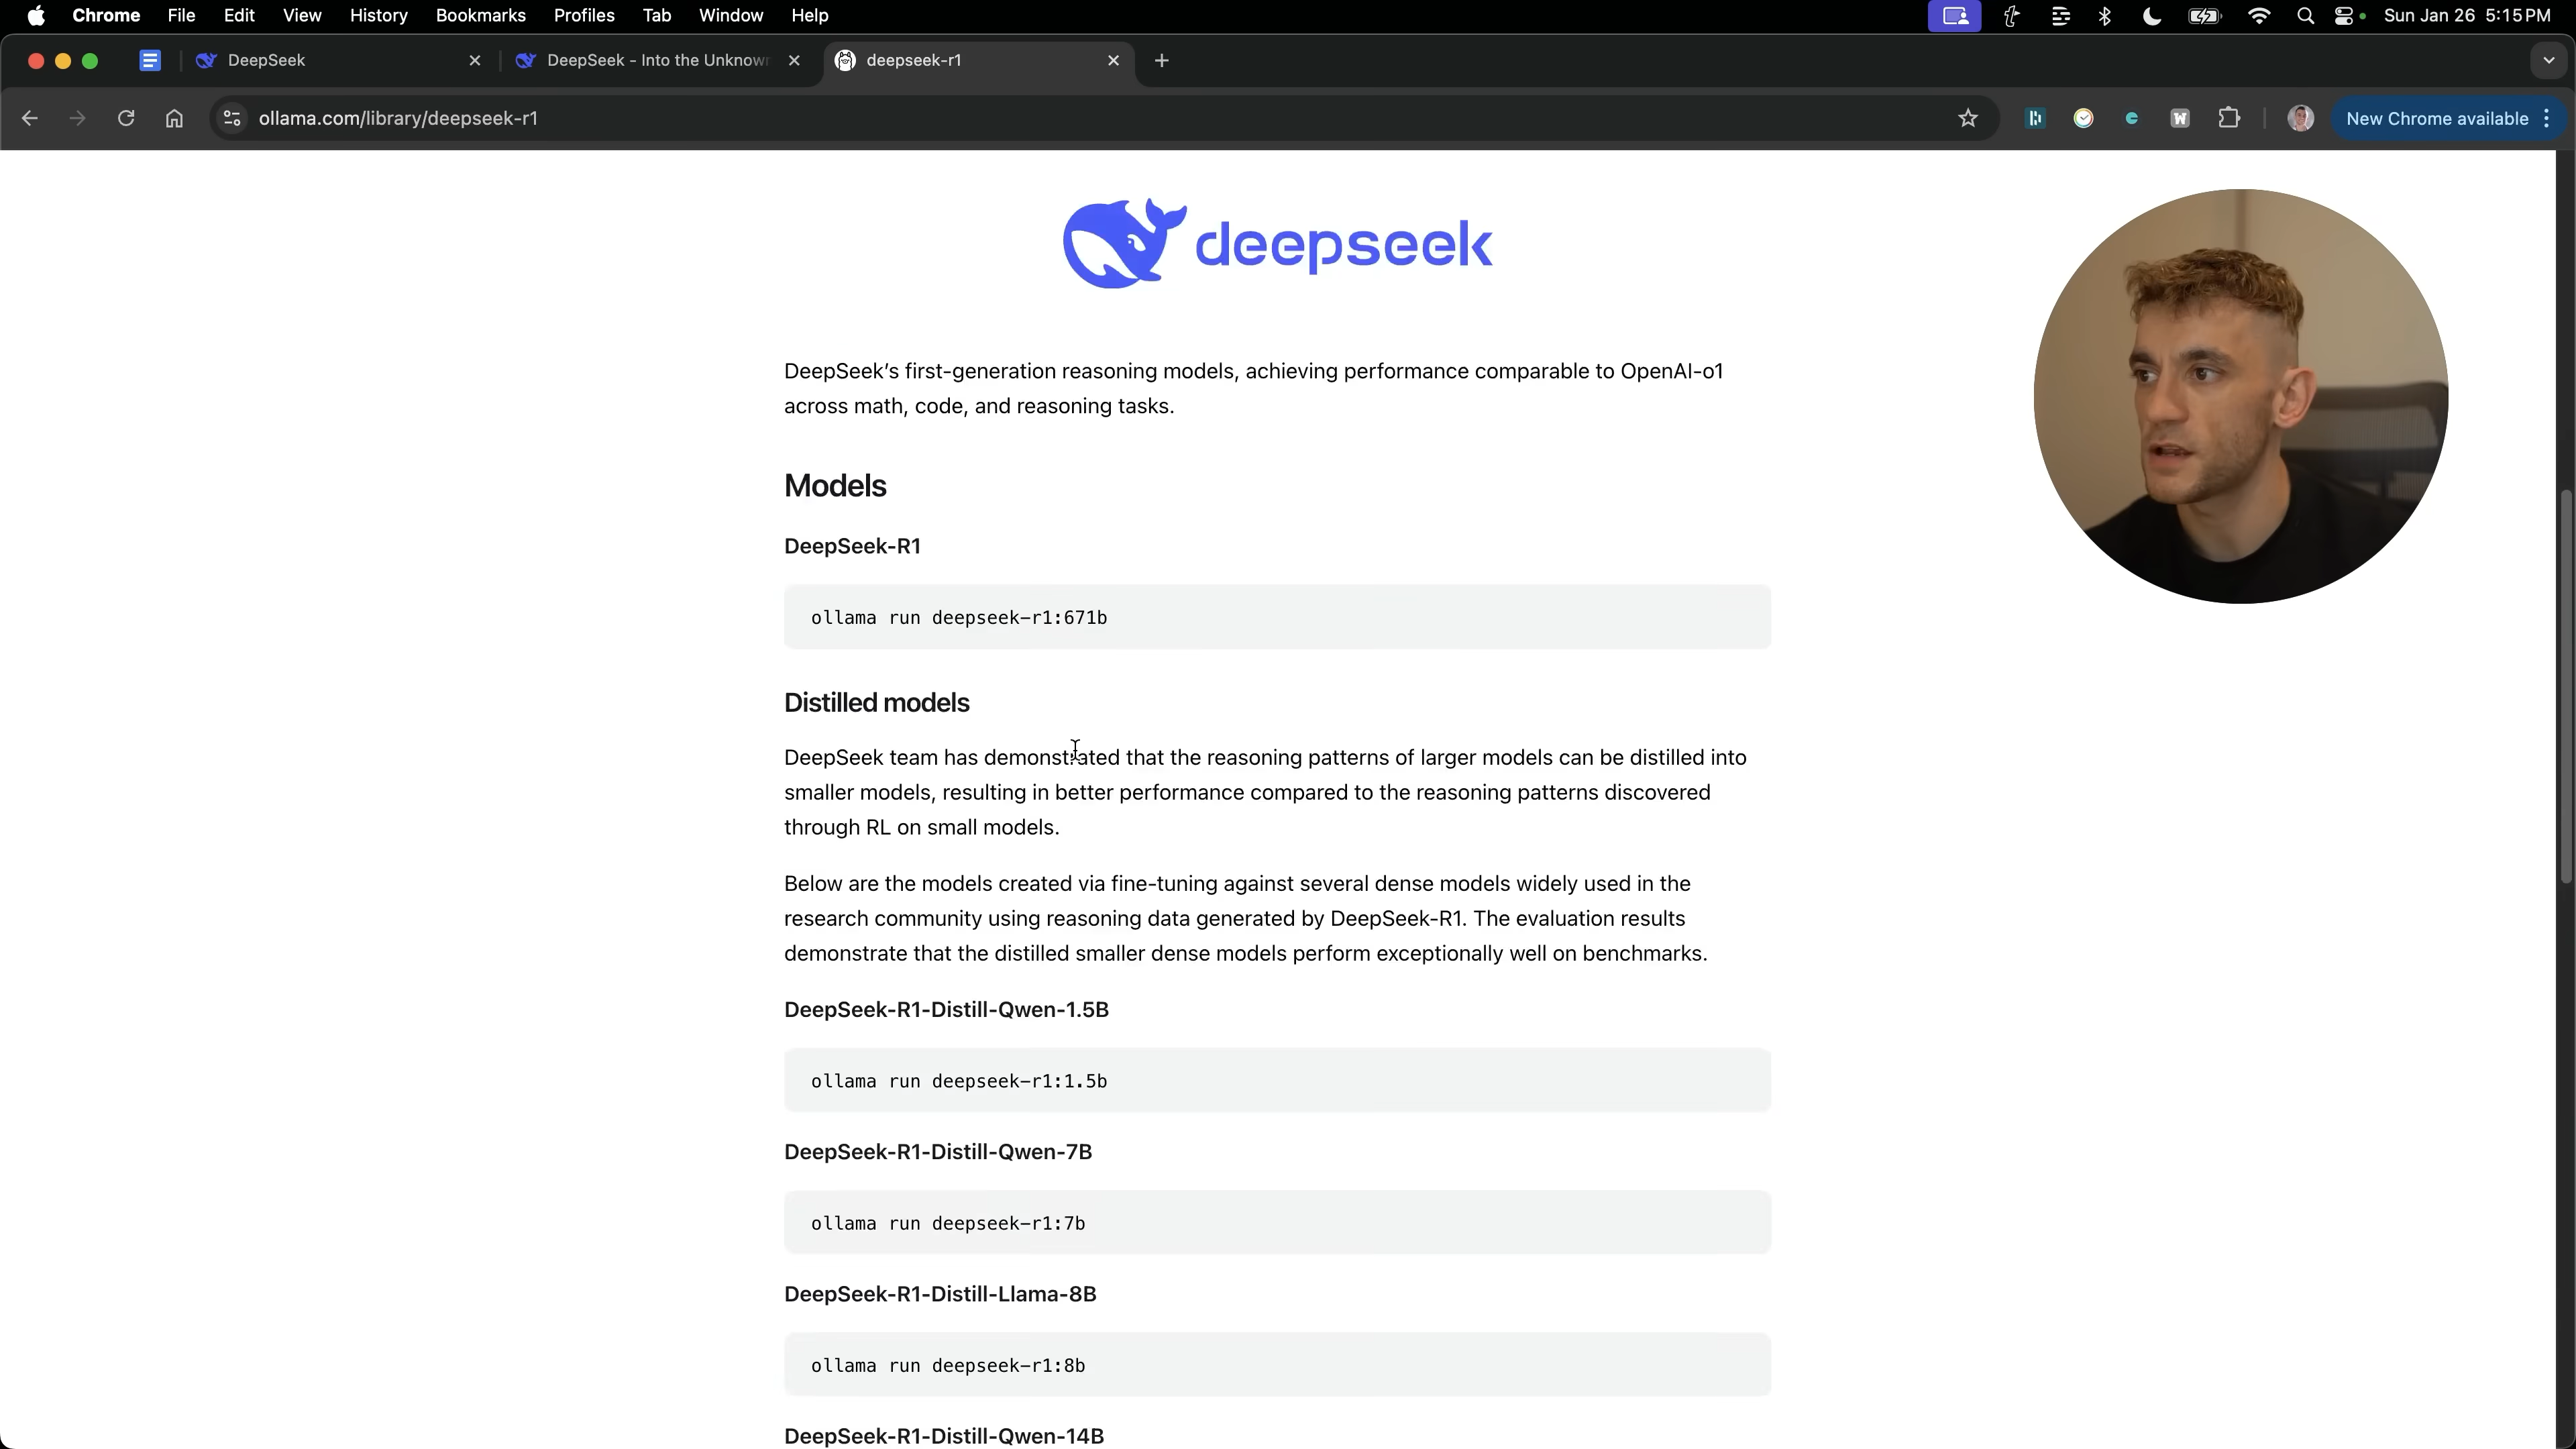 Chrome File Edit View History Bookmarks Profiles Tab Window Help Sun Jan 26 5:15 PM
DeepSeek DeepSeek - Into the Unknown deepseek-r1
ollama.com/library/deepseek-r1 New Chrome available
deepseek
DeepSeek’s first-generation reasoning models, achieving performance comparable to OpenAI-o1
across math, code, and reasoning tasks.
Models
DeepSeek-R1
ollama run deepseek-r1:671b
Distilled models
DeepSeek team has demonstrated that the reasoning patterns of larger models can be distilled into
smaller models, resulting in better performance compared to the reasoning patterns discovered
through RL on small models.
Below are the models created via fine-tuning against several dense models widely used in the
research community using reasoning data generated by DeepSeek-R1. The evaluation results
demonstrate that the distilled smaller dense models perform exceptionally well on benchmarks.
DeepSeek-R1-Distill-Qwen-1.5B
ollama run deepseek-r1:1.5b
DeepSeek-R1-Distill-Qwen-7B
ollama run deepseek-r1:7b
DeepSeek-R1-Distill-Llama-8B
ollama run deepseek-r1:8b
DeepSeek-R1-Distill-Qwen-14B